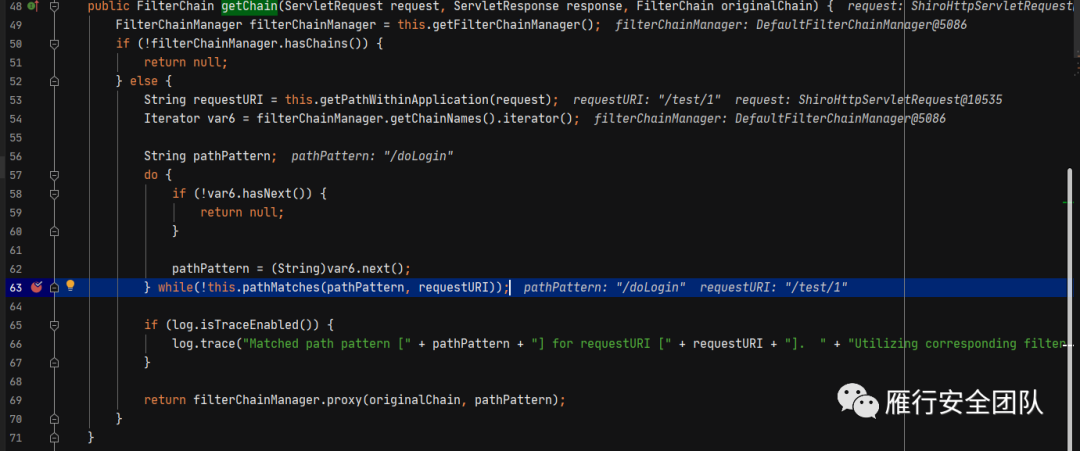 48 public FilterChain getChain(ServletRequest request, ServletResponse response, FilterChain originalChain) { request: ShiroHttpServletRequest
49 FilterChainManager filterChainManager = this.getFilterChainManager(); filterChainManager: DefaultFilterChainManager@5086
50 if (!filterChainManager.hasChains()) {
51 return null;
52 } else {
53 String requestURI = this.getPathWithinApplication(request); requestURI: "/test/1" request: ShiroHttpServletRequest@10535
54 Iterator var6 = filterChainManager.getChainNames().iterator(); filterChainManager: DefaultFilterChainManager@5086
55
56 String pathPattern; pathPattern: "/doLogin"
57 do {
58 if (!var6.hasNext()) {
59 return null;
60 }
61
62 pathPattern = (String)var6.next();
63 } while(!this.pathMatches(pathPattern, requestURI)); pathPattern: "/doLogin" requestURI: "/test/1"
64
65 if (log.isTraceEnabled()) {
66 log.trace("Matched path pattern [" + pathPattern + "] for requestURI [" + requestURI + "]. " + "Utilizing corresponding filter
67 }
68
69 return filterChainManager.proxy(originalChain, pathPattern);
70 }
71 }
雁行安全团队